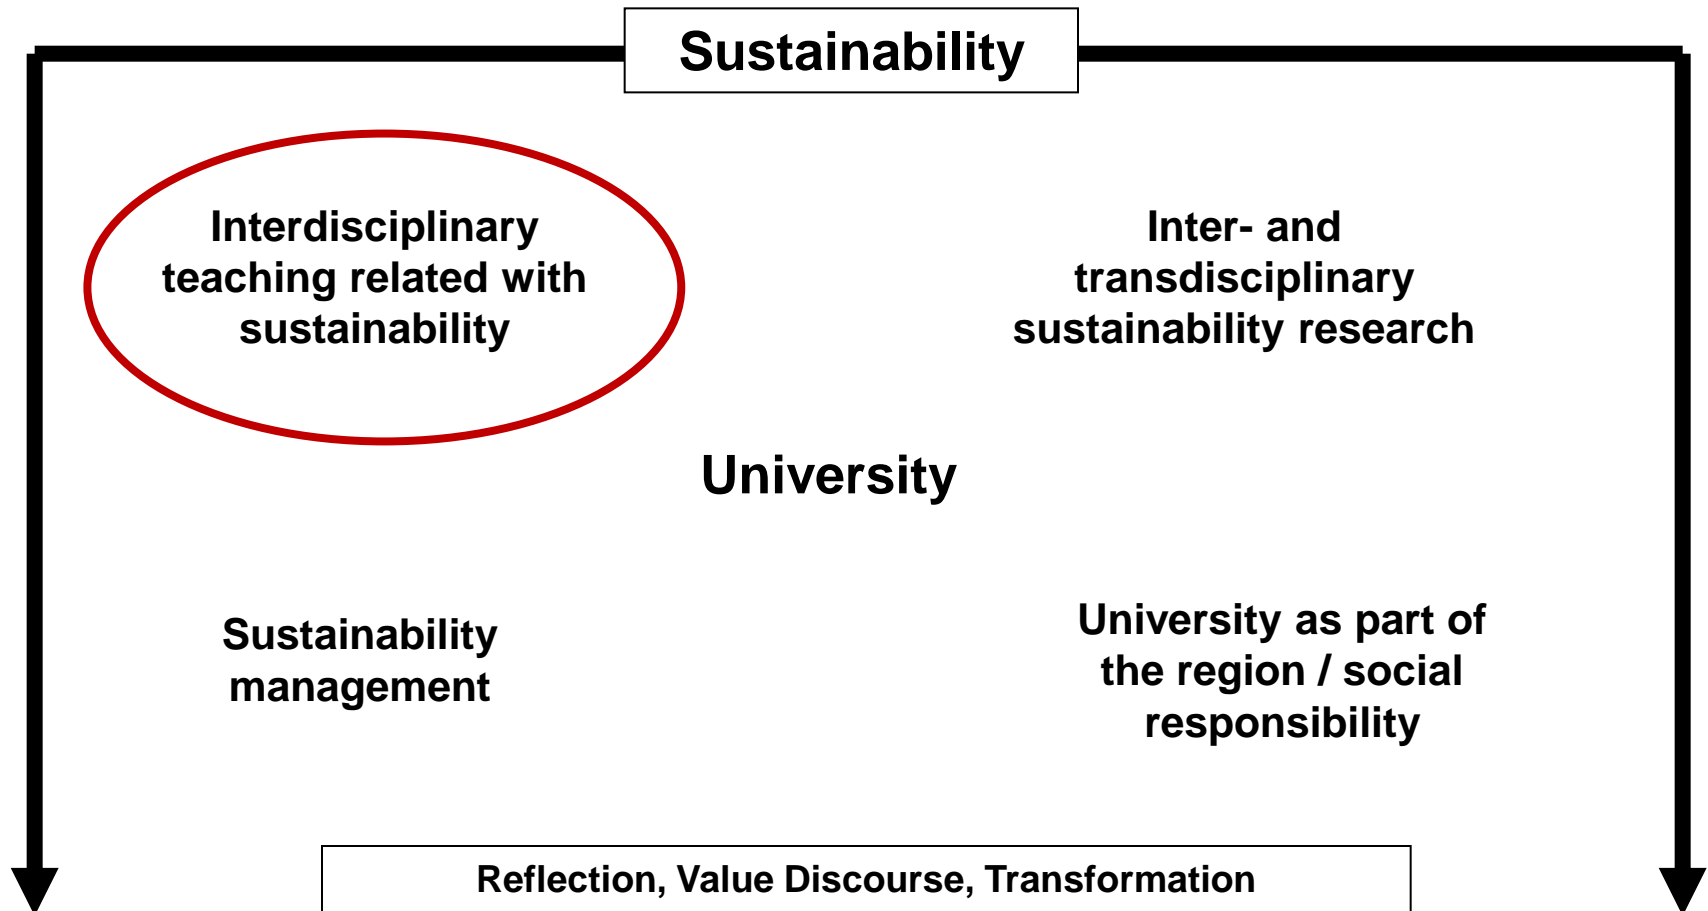 Sustainability
Interdisciplinary
teaching related with
sustainability
Inter- and
transdisciplinary
sustainability research
University
Sustainability
management
University as part of
the region / social
responsibility
Reflection, Value Discourse, Transformation